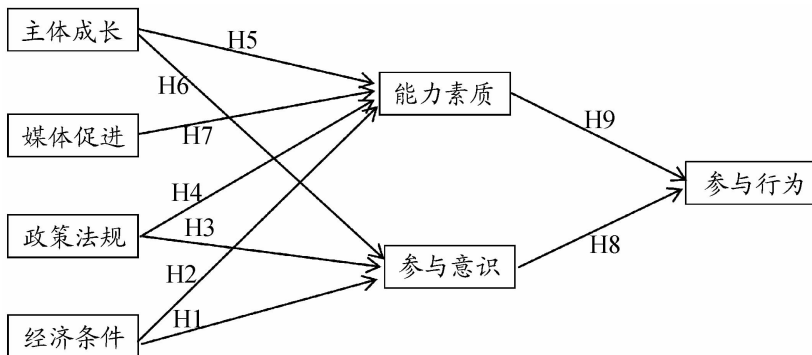 主体成长
H5
H6
能力素质
媒体促进
H7
H9
参与行为
H4
政策法规
H3
H8
参与意识
H2
经济条件
H1